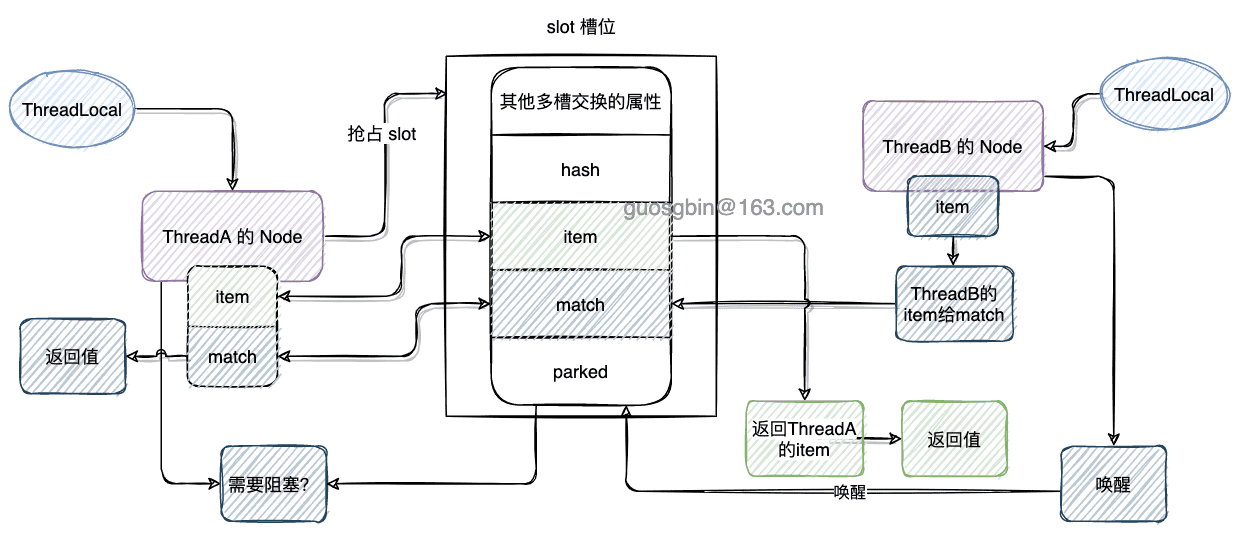 slot 槽位
ThreadLocal
抢占 slot
其他多槽交换的属性
ThreadLocal
ThreadB 的 Node
hash
guosgbin@163.com
item
ThreadA 的 Node
item
item
match
ThreadB的
item给match
match
返回值
parked
返回ThreadA
的item
返回值
需要阻塞?
唤醒
唤醒